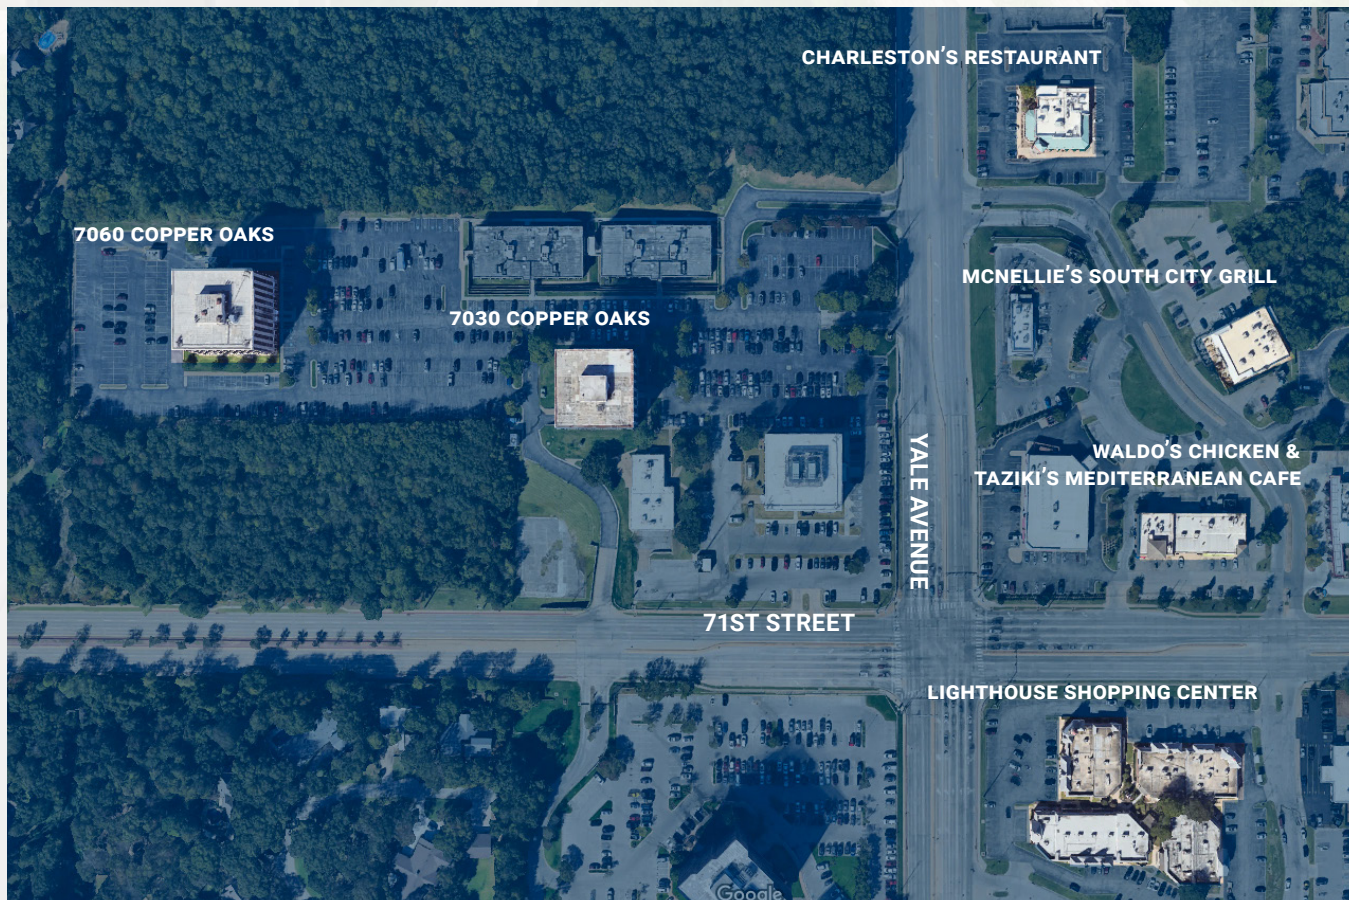 CHARLESTON'S RESTAURANT
7060 COPPER OAKS
MCNELLIE'S SOUTH CITY GRILL
7030 COPPER OAKS
YALE AVENUE
WALDO'S CHICKEN &
TAZIKI'S MEDITERRANEAN CAFE
71ST STREET
LIGHTHOUSE SHOPPING CENTER
Google